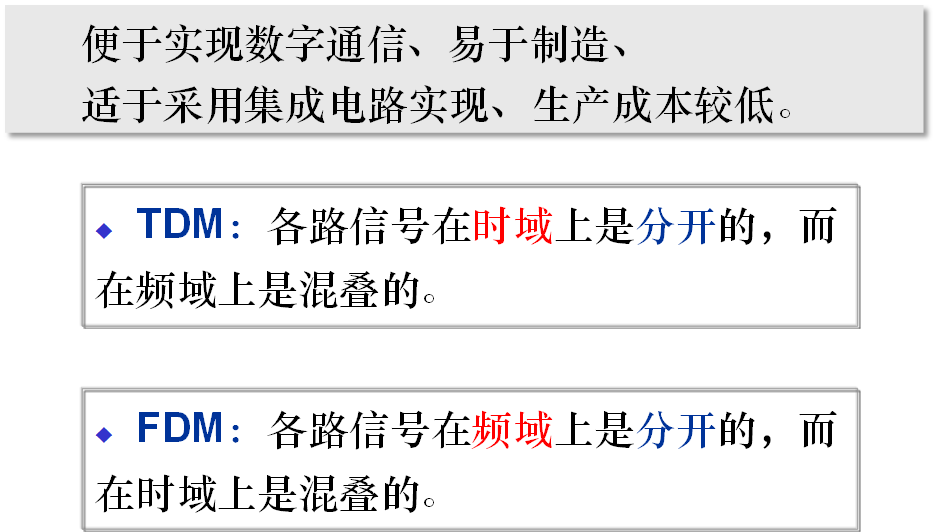 便于实现数字通信、易于制造、
适于采用集成电路实现、生产成本较低。
◆ TDM：各路信号在时域上是分开的，而
在频域上是混叠的。
◆ FDM：各路信号在频域上是分开的，而
在时域上是混叠的。